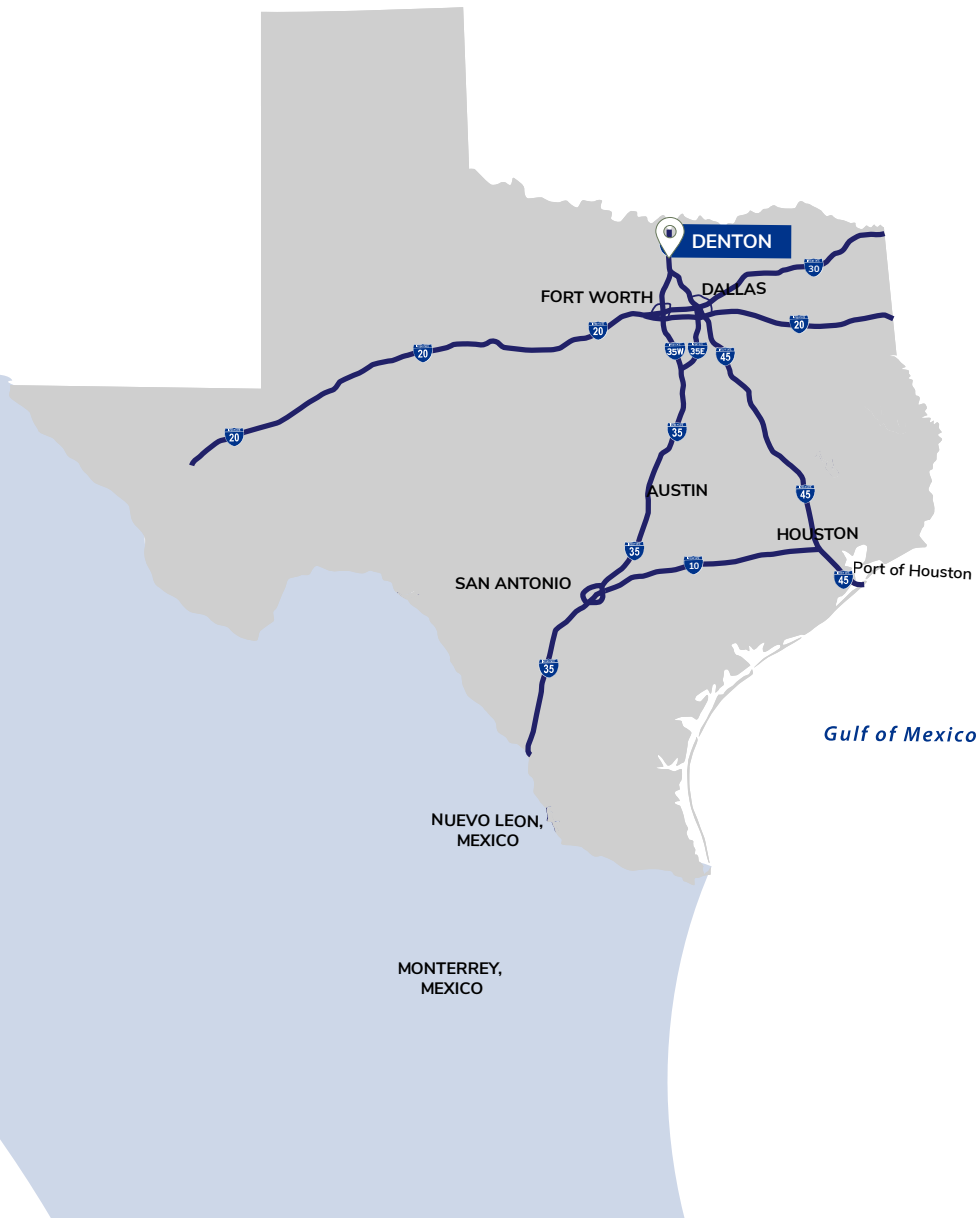 DENTON
30
DALLAS
FORT WORTH
20
20
20
35W
35E
45
20
35
AUSTIN
45
HOUSTON
35
10
Port of Houston
45
SAN ANTONIO
35
Gulf of Mexico
NUEVO LEON,
MEXICO
MONTERREY,
MEXICO